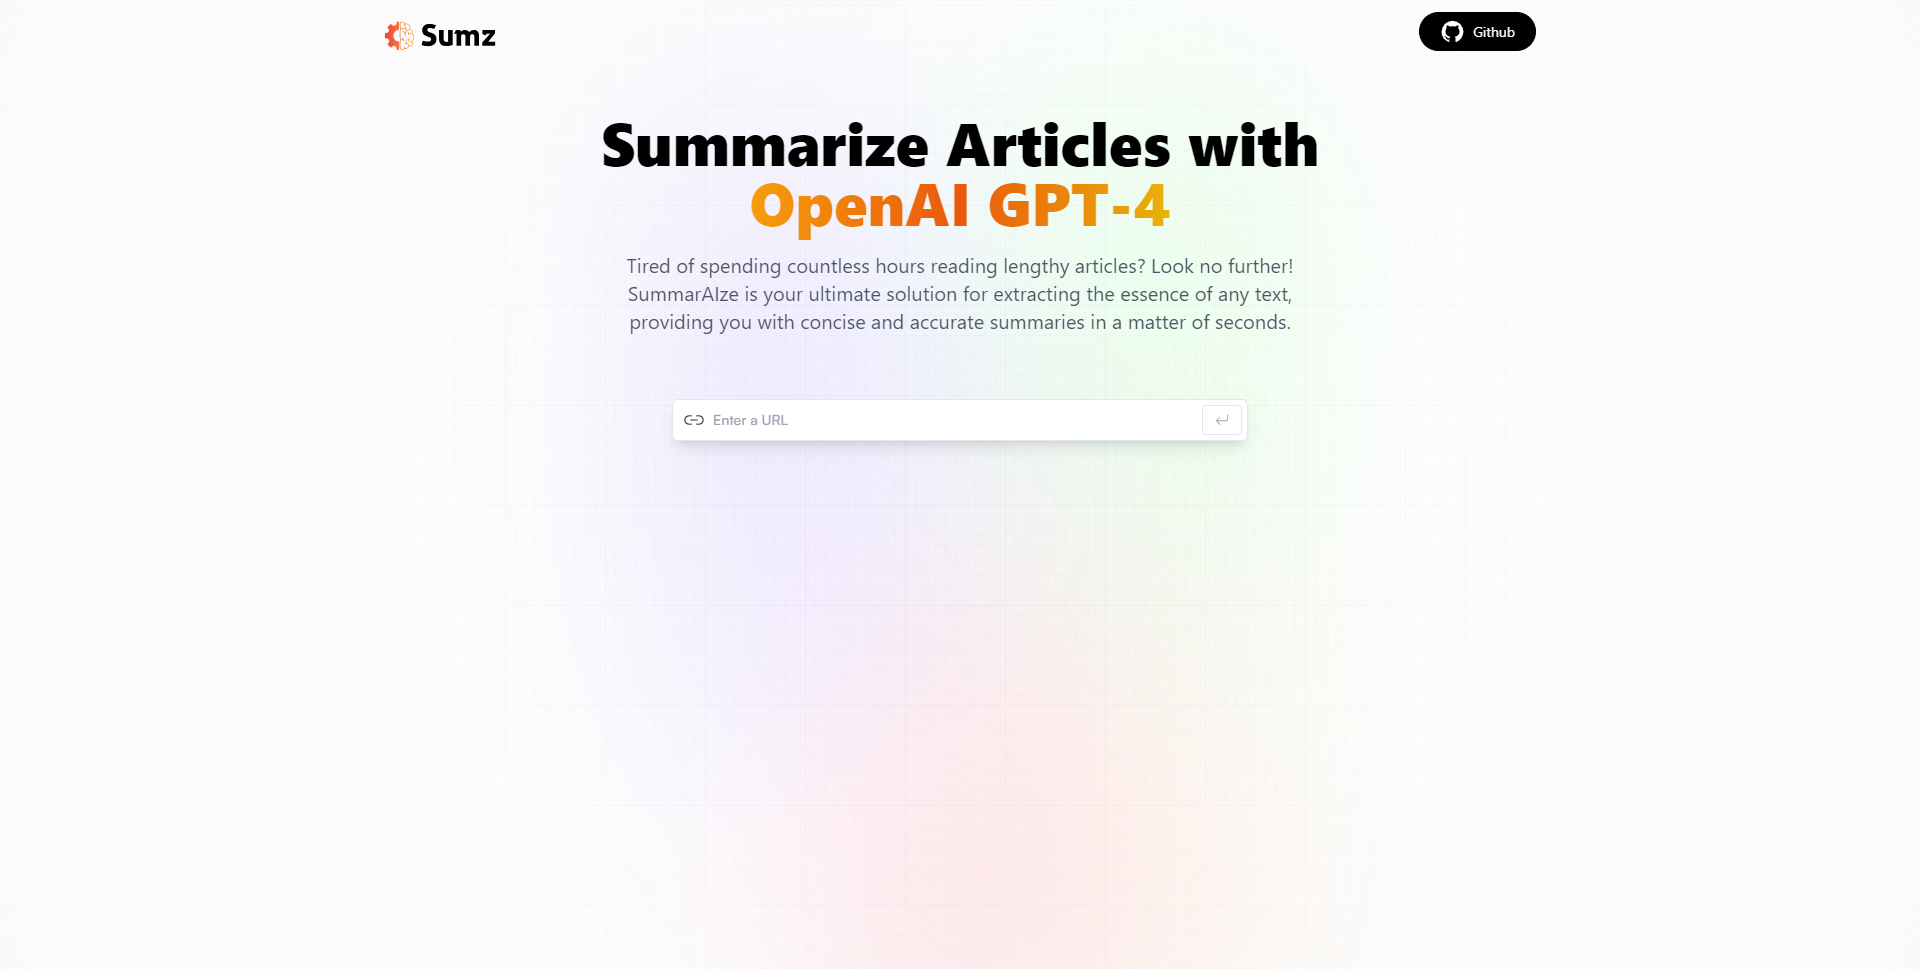 Sumz
Github
Summarize Articles with
OpenAI GPT-4
Tired of spending countless hours reading lengthy articles? Look no further!
SummarAIze is your ultimate solution for extracting the essence of any text,
providing you with concise and accurate summaries in a matter of seconds.
Enter a URL